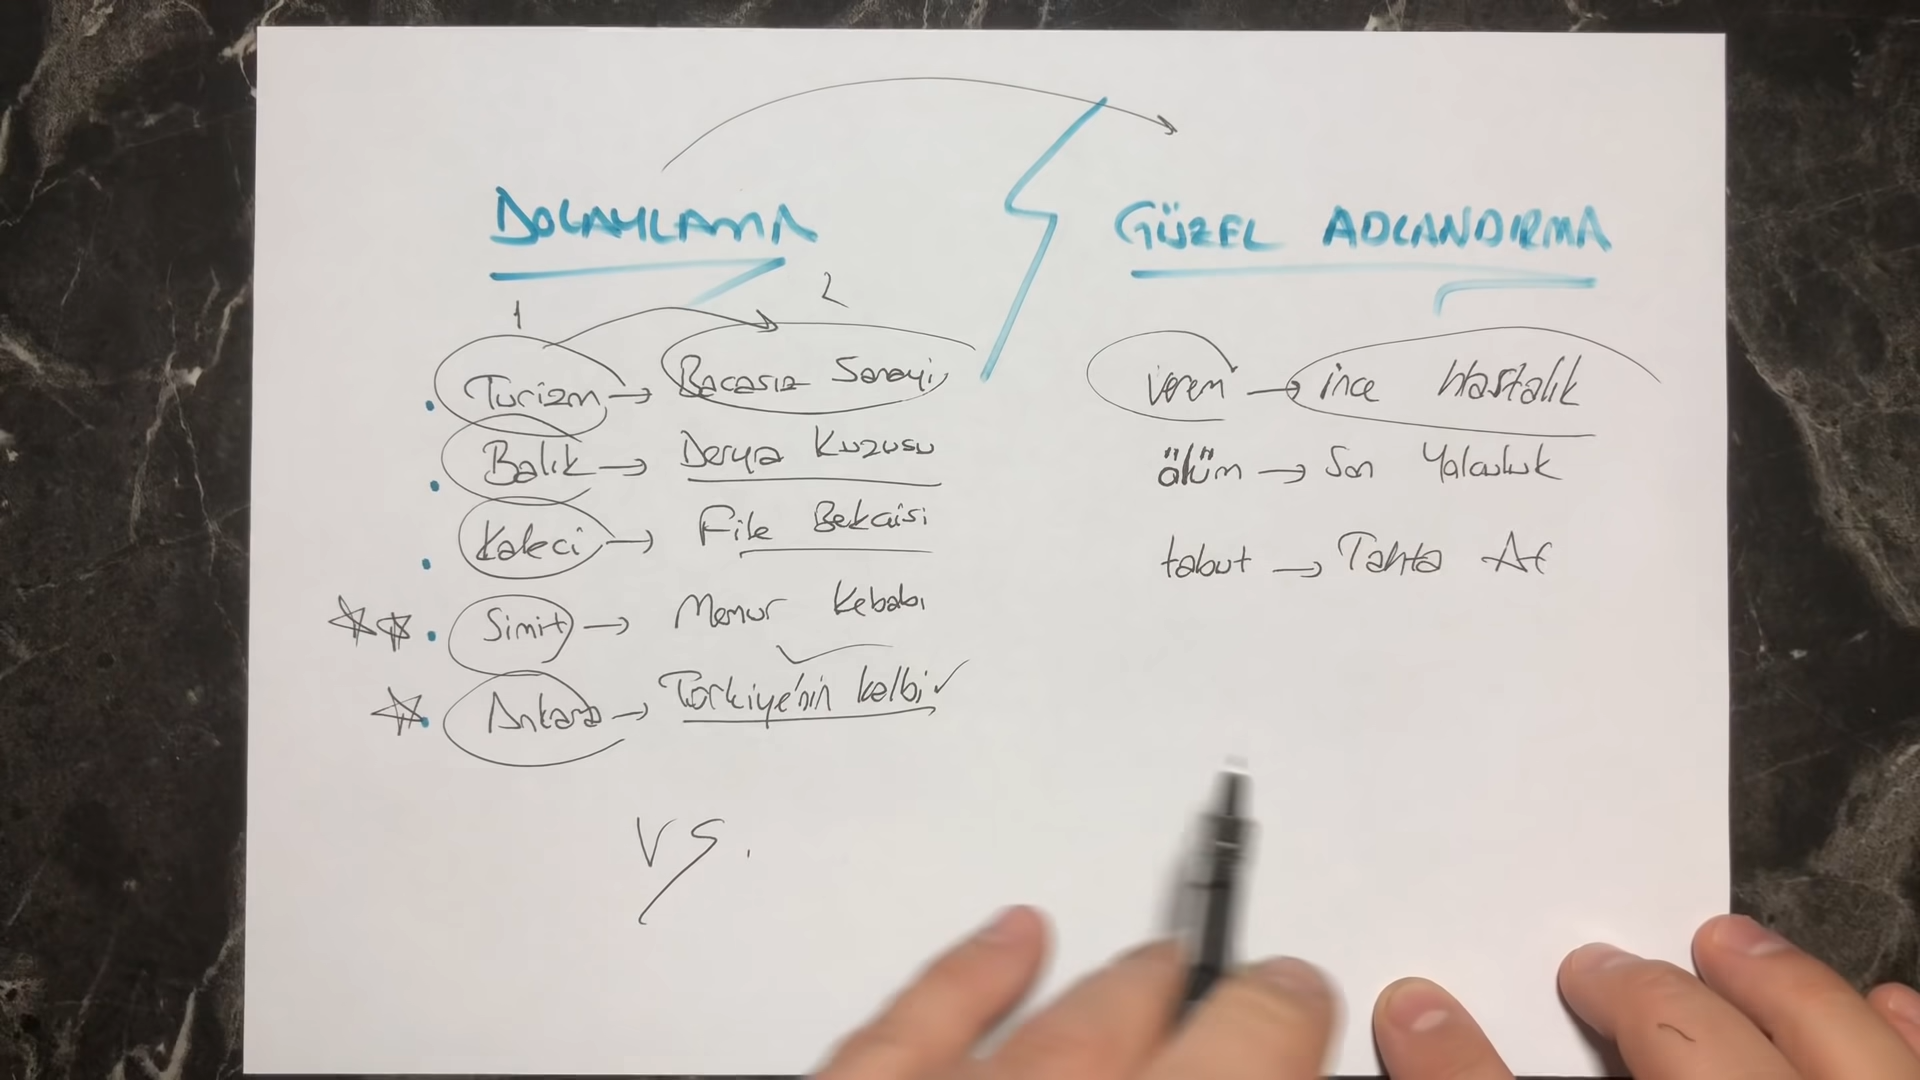 DOLAYLAMA
1 2
Turizm → Bacasız Sanayi
Balık → Derya Kuzusu
Kaleci → File Bekçisi
Simit → Memur Kebabı
Ankara → Türkiye'nin kalbi
VS.
GÜZEL ADLANDIRMA
Verem → ince Hastalık
ölüm → Son Yolculuk
tabut → Tahta At